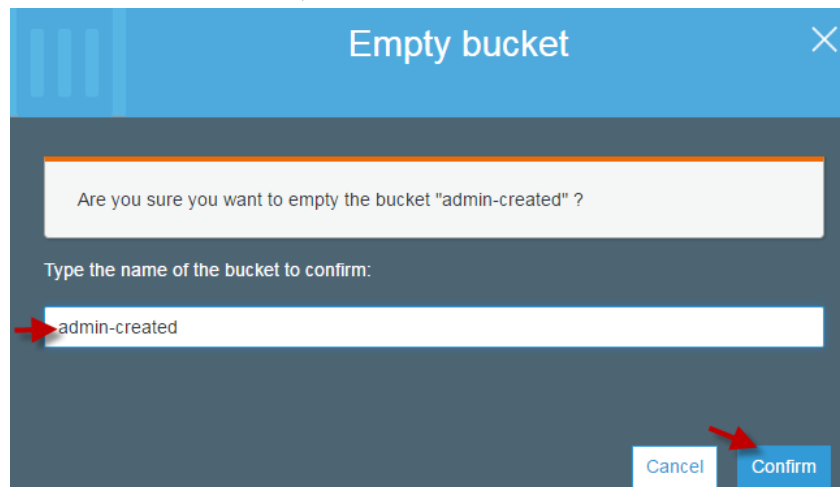 Empty bucket
Are you sure you want to empty the bucket "admin-created" ?
Type the name of the bucket to confirm:
admin-created
Cancel Confirm